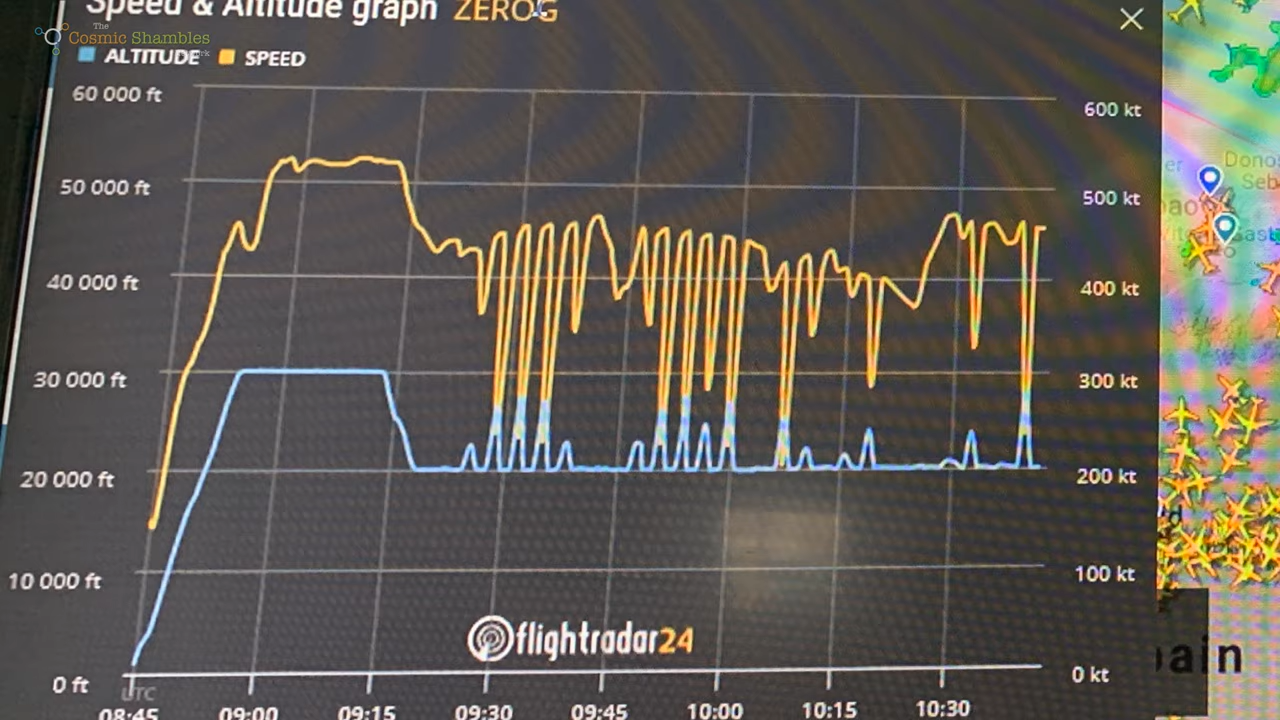 Speed & Altitude graph ZEROG
The
Cosmic Shambles
ALTITUDE SPEED
60 000 ft
50 000 ft
40 000 ft
30 000 ft
20 000 ft
10 000 ft
0 ft
600 kt
500 kt
400 kt
300 kt
200 kt
100 kt
0 kt
flightradar24
UTC
08:45 09:00 09:15 09:30 09:45 10:00 10:15 10:30